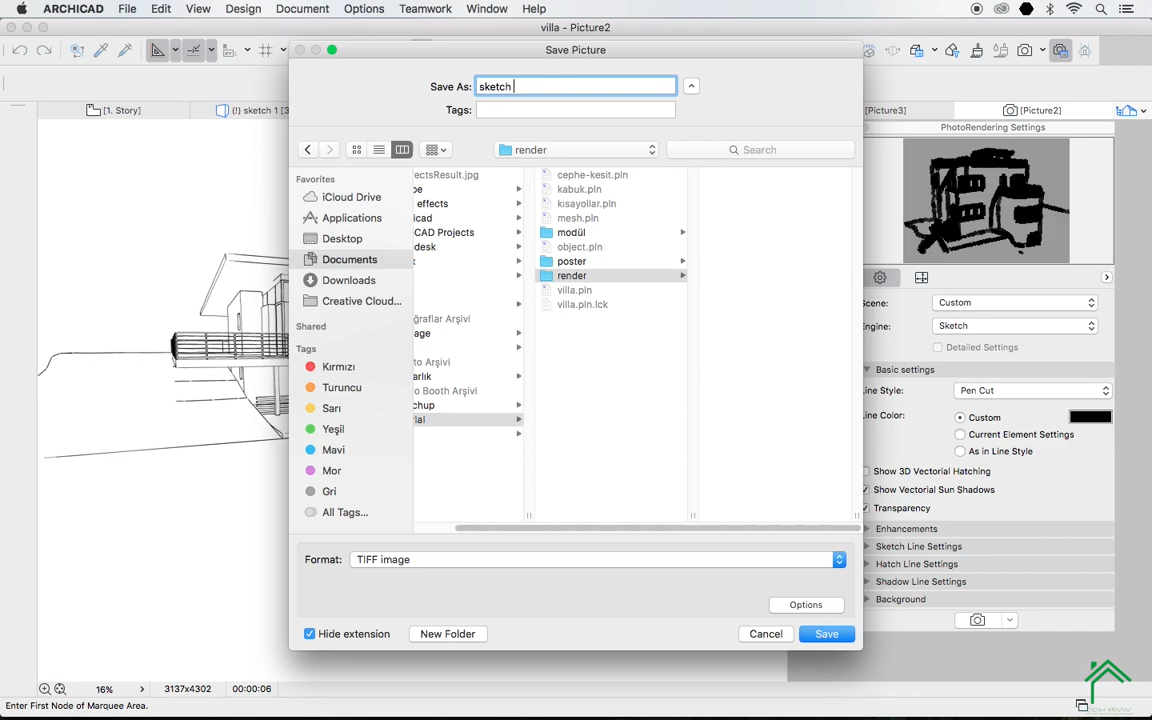 ARCHICAD File Edit View Design Document Options Teamwork Window Help
villa - Picture2
Save Picture
Save As: sketch
Tags:
[1. Story]
(!) sketch 1 [3
[Picture3]
[Picture2]
PhotoRendering Settings
render
Search
Favorites
iCloud Drive
Applications
Desktop
Documents
Downloads
Creative Cloud...
Shared
Tags
Kırmızı
Turuncu
Sarı
Yeşil
Mavi
Mor
Gri
All Tags...
ectsResult.jpg
pe
effects
icad
CAD Projects
desk
x
ğraflar Arşivi
age
to Arşivi
arlık
o Booth Arşivi
chup
rial
cephe-kesit.pln
kabuk.pln
kısayollar.pln
mesh.pln
modül
object.pln
poster
render
villa.pln
villa.pln.lck
Format: TIFF image
Options
Hide extension
New Folder
Cancel
Save
Scene: Custom
Engine: Sketch
Detailed Settings
Basic settings
ine Style: Pen Cut
ine Color: Custom
Current Element Settings
As in Line Style
Show 3D Vectorial Hatching
Show Vectorial Sun Shadows
Transparency
Enhancements
Sketch Line Settings
Hatch Line Settings
Shadow Line Settings
Background
16%
3137x4302
00:00:06
Enter First Node of Marquee Area.